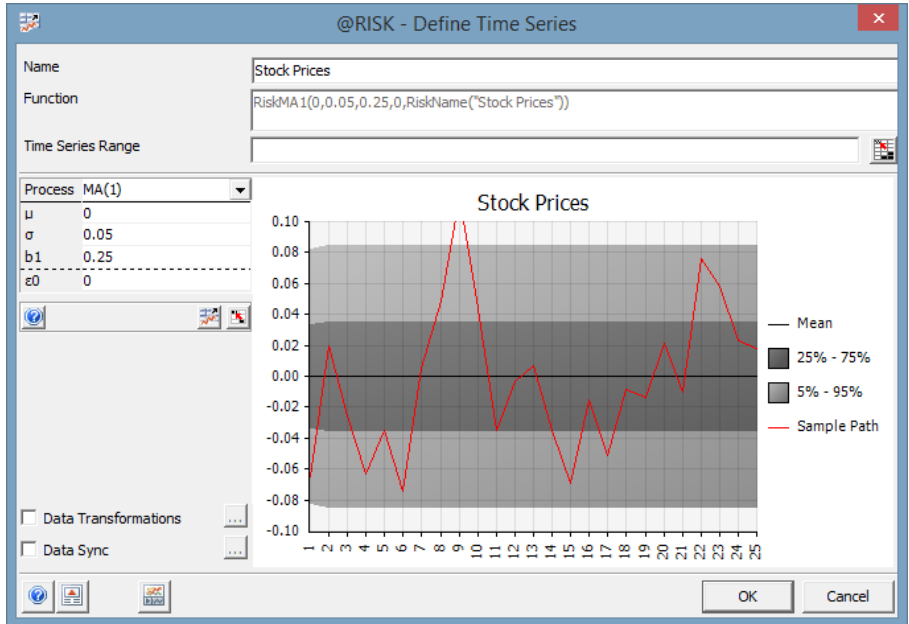 @RISK - Define Time Series
Name
Stock Prices
Function
RiskMA1(0,0.05,0.25,0,RiskName("Stock Prices"))
Time Series Range
Process MA(1)
μ 0
σ 0.05
b1 0.25
ε0 0
Stock Prices
0.10
0.08
0.06
0.04
0.02
0.00
-0.02
-0.04
-0.06
-0.08
-0.10
1 2 3 4 5 6 7 8 9 10 11 12 13 14 15 16 17 18 19 20 21 22 23 24 25
Mean
25% - 75%
5% - 95%
Sample Path
Data Transformations ...
Data Sync ...
OK Cancel